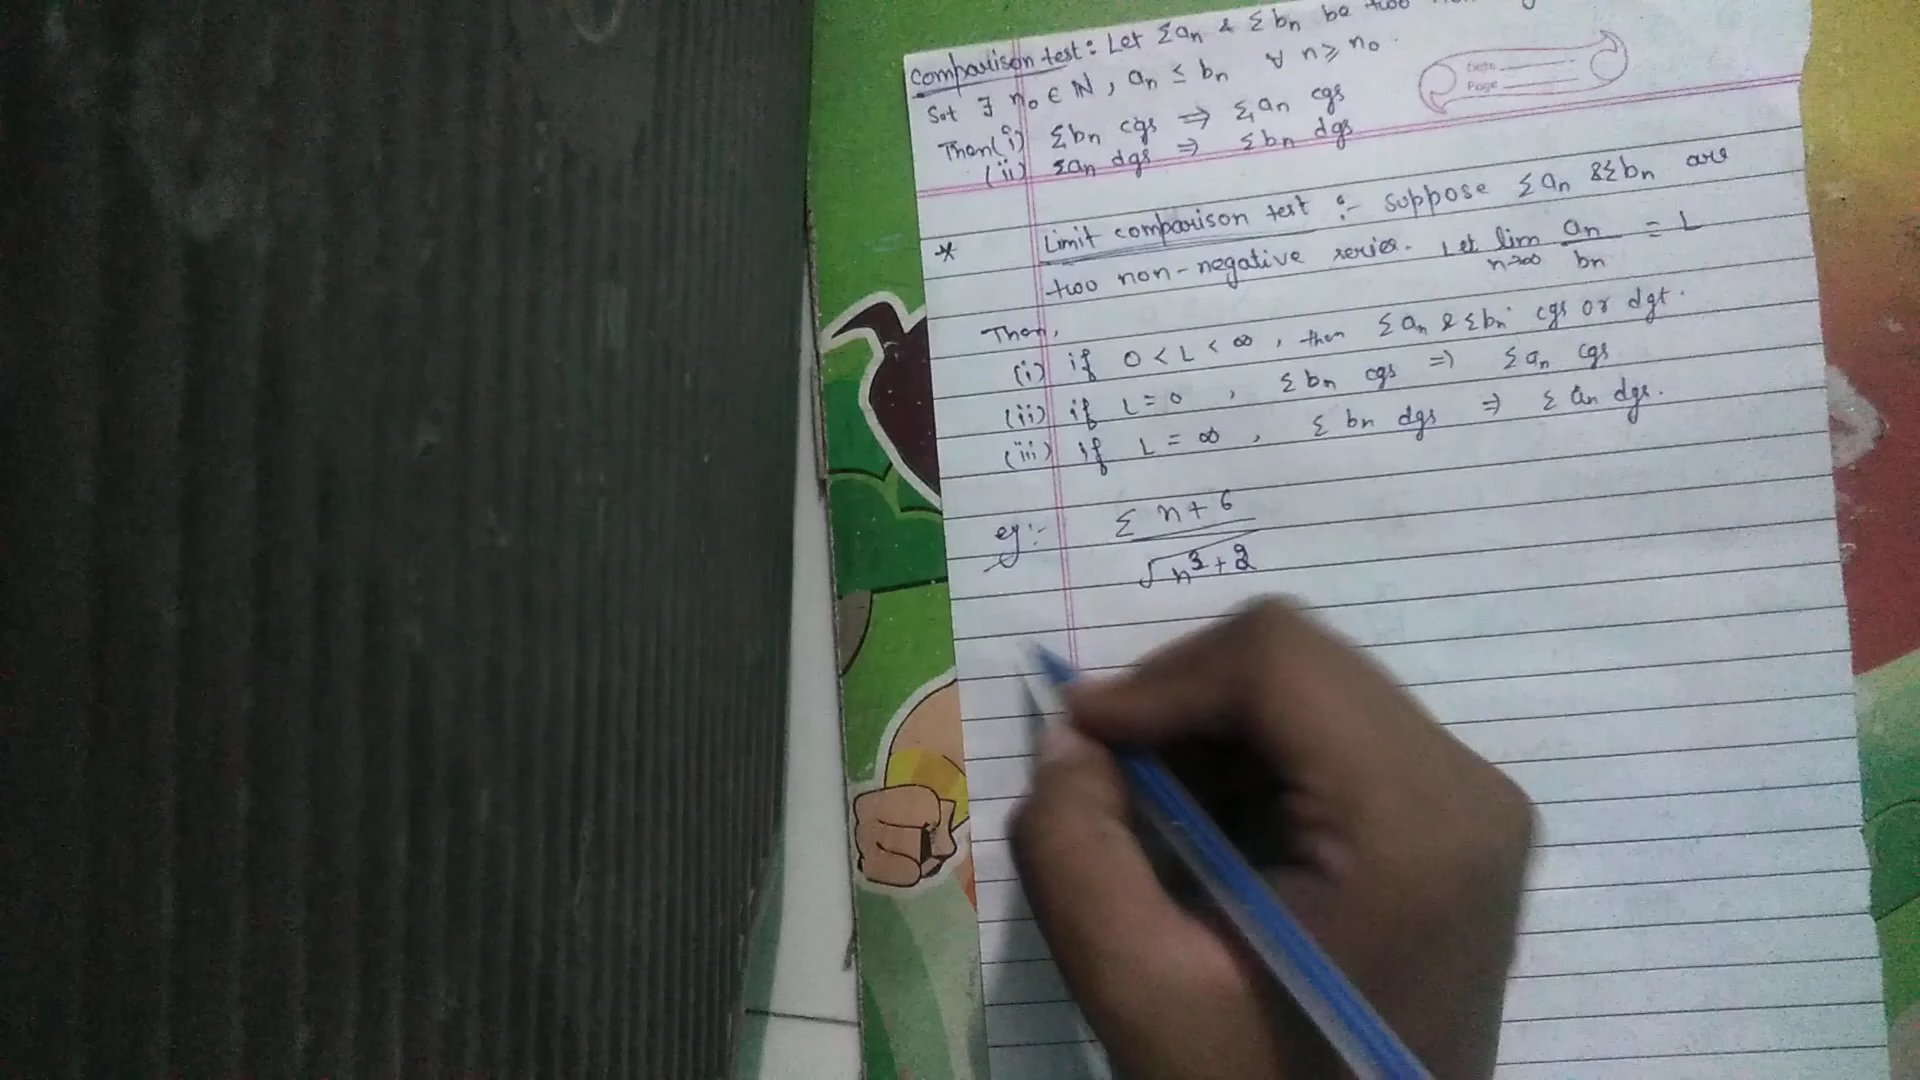 comparison test: Let Σan & Σbn be two
Sot ∃ n₀ ∈ ℕ, an ≤ bn ∀ n ≥ n₀.
Date
Page
Then (i) Σbn cgs ⇒ Σan cgs
(ii) Σan dgs ⇒ Σbn dgs
* Limit comparison test :- suppose Σan & Σbn are
two non-negative series. Let lim n→∞ an/bn = L
Then,
(i) if 0 < L < ∞, then Σan & Σbn cgs or dgt.
(ii) if L = 0, Σbn cgs ⇒ Σan cgs
(iii) if L = ∞, Σbn dgs ⇒ Σan dgs.
eg:- Σ n+6
√n³+2